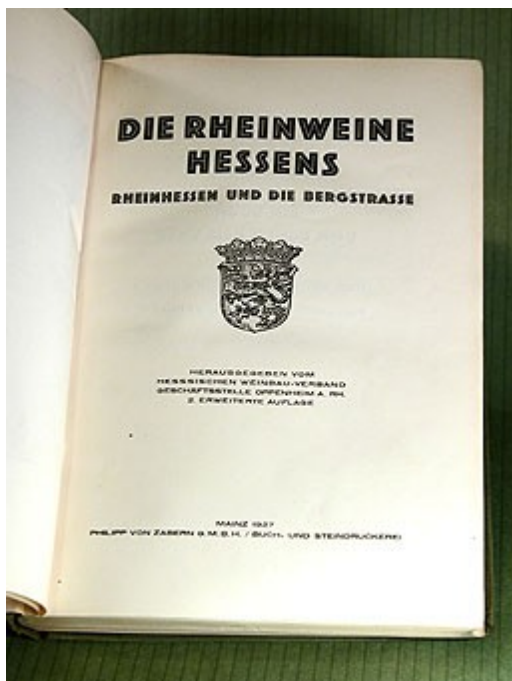 DIE RHEINWEINE
HESSENS
RHEINHESSEN UND DIE BERGSTRASSE
HERAUSGEGEBEN VOM
HESSISCHEN WEINBAU-VERBAND
GESCHÄFTSSTELLE OPPENHEIM A. RH.
2. ERWEITERTE AUFLAGE
MAINZ 1927
PHILIPP VON ZABERN G.M.B.H. / BUCH- UND STEINDRUCKEREI